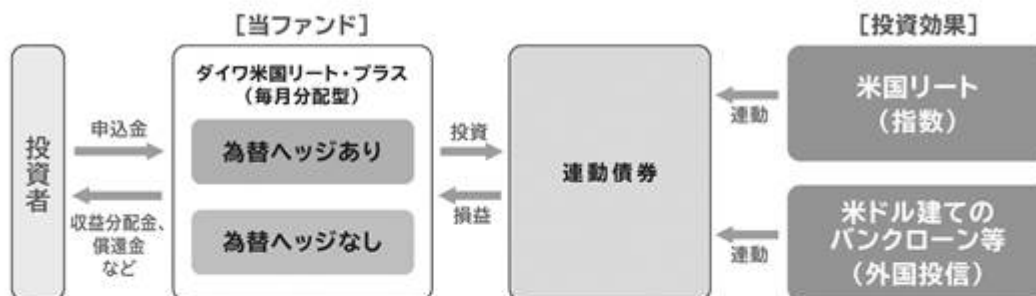 [当ファンド]
[投資効果]
投資者
申込金
収益分配金、
償還金
など
ダイワ米国リート・プラス
(毎月分配型)
為替ヘッジあり
為替ヘッジなし
投資
損益
連動債券
連動
連動
米国リート
(指数)
米ドル建ての
バンクローン等
(外国投信)